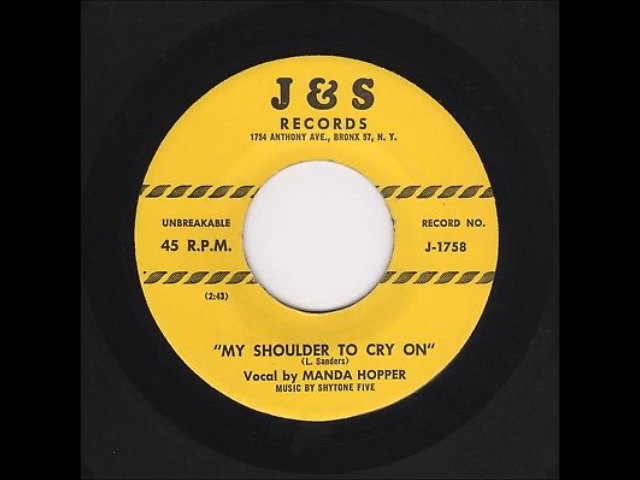 J & S
RECORDS
1754 ANTHONY AVE., BRONX 57, N. Y.
UNBREAKABLE
RECORD NO.
45 R.P.M.
J-1758
(2:43)
"MY SHOULDER TO CRY ON"
(L. Sanders)
Vocal by MANDA HOPPER
MUSIC BY SHYTONE FIVE